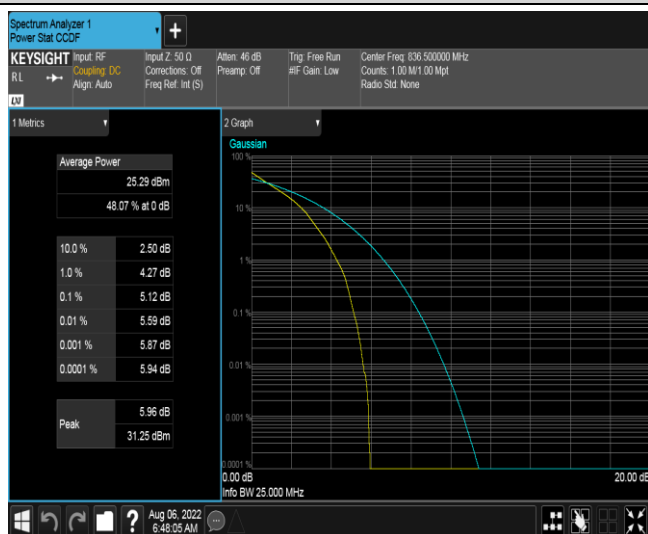 Spectrum Analyzer 1
Power Stat CCDF
+
KEYSIGHT
RL
LXI
Input: RF
Coupling: DC
Align: Auto
Input Z: 50 Ω
Corrections: Off
Freq Ref: Int (S)
Atten: 46 dB
Preamp: Off
Trig: Free Run
#IF Gain: Low
Center Freq: 836.500000 MHz
Counts: 1.00 M/1.00 Mpt
Radio Std: None
1 Metrics
Average Power
25.29 dBm
48.07 % at 0 dB
10.0 % 2.50 dB
1.0 % 4.27 dB
0.1 % 5.12 dB
0.01 % 5.59 dB
0.001 % 5.87 dB
0.0001 % 5.94 dB
Peak
5.96 dB
31.25 dBm
2 Graph
Gaussian
100 %
10 %
1 %
0.1 %
0.01 %
0.001 %
0.0001 %
0.00 dB 20.00 dB
Info BW 25.000 MHz
?
Aug 06, 2022
6:48:05 AM